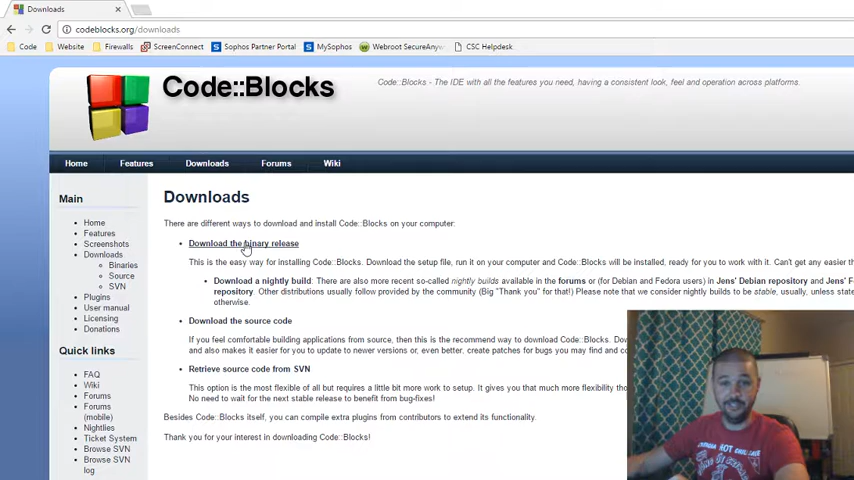 Downloads
codeblocks.org/downloads
Code Website Firewalls ScreenConnect Sophos Partner Portal MySophos Webroot SecureAnyw CSC Helpdesk
Code::Blocks
Code::Blocks - The IDE with all the features you need, having a consistent look, feel and operation across platforms.
Home Features Downloads Forums Wiki
Main
Home
Features
Screenshots
Downloads
Binaries
Source
SVN
Plugins
User manual
Licensing
Donations
Quick links
FAQ
Wiki
Forums
Forums
(mobile)
Nightlies
Ticket System
Browse SVN
Browse SVN
log
Downloads
There are different ways to download and install Code::Blocks on your computer:
Download the binary release
This is the easy way for installing Code::Blocks. Download the setup file, run it on your computer and Code::Blocks will be installed, ready for you to work with it. Can't get any easier th
Download a nightly build: There are also more recent so-called nightly builds available in the forums or (for Debian and Fedora users) in Jens' Debian repository and Jens' F
repository. Other distributions usually follow provided by the community (Big "Thank you" for that!) Please note that we consider nightly builds to be stable, usually, unless state
otherwise.
Download the source code
If you feel comfortable building applications from source, then this is the recommend way to download Code::Blocks. Dow
and also makes it easier for you to update to newer versions or, even better, create patches for bugs you may find and co
Retrieve source code from SVN
This option is the most flexible of all but requires a little bit more work to setup. It gives you that much more flexibility tho
No need to wait for the next stable release to benefit from bug-fixes!
Besides Code::Blocks itself, you can compile extra plugins from contributors to extend its functionality.
Thank you for your interest in downloading Code::Blocks!